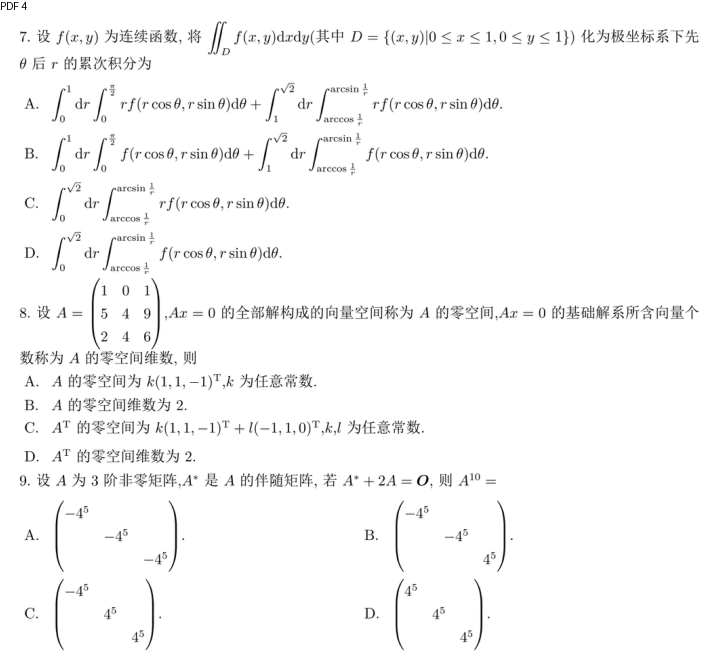 PDF 4
7. 设 f(x, y) 为连续函数, 将 ∬_D f(x, y)dxdy(其中 D = {(x, y)|0 ≤ x ≤ 1, 0 ≤ y ≤ 1}) 化为极坐标系下先
θ 后 r 的累次积分为
A. ∫_0^1 dr ∫_0^{π/2} rf(r cos θ, r sin θ)dθ + ∫_1^{√2} dr ∫_{arccos 1/r}^{arcsin 1/r} rf(r cos θ, r sin θ)dθ.
B. ∫_0^1 dr ∫_0^{π/2} f(r cos θ, r sin θ)dθ + ∫_1^{√2} dr ∫_{arccos 1/r}^{arcsin 1/r} f(r cos θ, r sin θ)dθ.
C. ∫_0^{√2} dr ∫_{arccos 1/r}^{arcsin 1/r} rf(r cos θ, r sin θ)dθ.
D. ∫_0^{√2} dr ∫_{arccos 1/r}^{arcsin 1/r} f(r cos θ, r sin θ)dθ.
8. 设 A = (1 0 1; 5 4 9; 2 4 6),Ax = 0 的全部解构成的向量空间称为 A 的零空间,Ax = 0 的基础解系所含向量个
数称为 A 的零空间维数, 则
A. A 的零空间为 k(1, 1, −1)^T,k 为任意常数.
B. A 的零空间维数为 2.
C. A^T 的零空间为 k(1, 1, −1)^T + l(−1, 1, 0)^T,k,l 为任意常数.
D. A^T 的零空间维数为 2.
9. 设 A 为 3 阶非零矩阵,A* 是 A 的伴随矩阵, 若 A* + 2A = O, 则 A^10 =
A. (−4^5 −4^5 −4^5). B. (−4^5 −4^5 4^5).
C. (−4^5 4^5 4^5). D. (4^5 4^5 4^5).